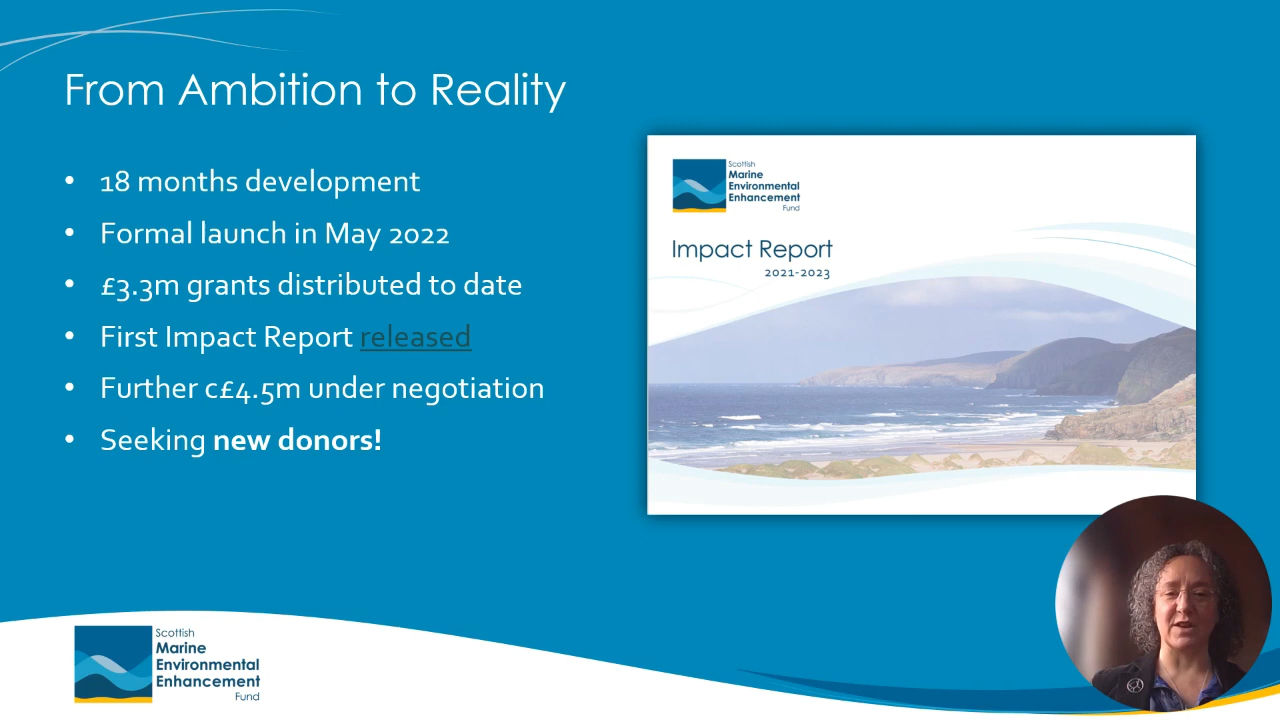 From Ambition to Reality
• 18 months development
• Formal launch in May 2022
• £3.3m grants distributed to date
• First Impact Report released
• Further c£4.5m under negotiation
• Seeking new donors!
Scottish
Marine
Environmental
Enhancement
Fund
Impact Report
2021-2023
Scottish
Marine
Environmental
Enhancement
Fund